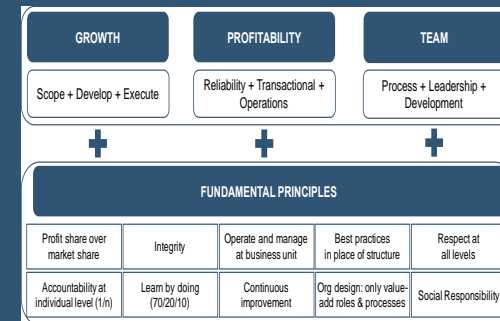 GROWTH
PROFITABILITY
TEAM
Scope + Develop + Execute
Reliability + Transactional +
Operations
Process + Leadership +
Development
FUNDAMENTAL PRINCIPLES
Profit share over
market share
Integrity
Operate and manage
at business unit
Best practices
in place of structure
Respect at
all levels
Accountability at
individual level (1/n)
Learn by doing
(70/20/10)
Continuous
improvement
Org design: only value-
add roles & processes
Social Responsibility